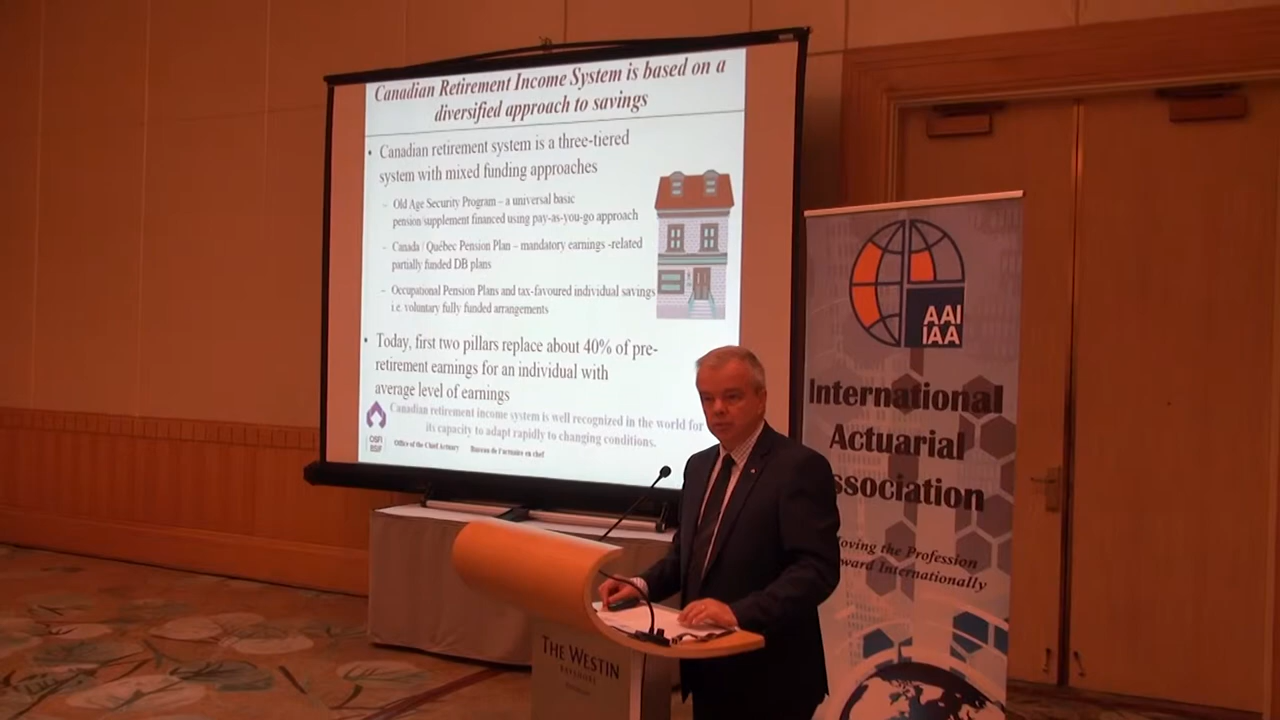 Canadian Retirement Income System is based on a
diversified approach to savings
• Canadian retirement system is a three-tiered
system with mixed funding approaches
– Old Age Security Program – a universal basic
pension/supplement financed using pay-as-you-go approach
– Canada / Québec Pension Plan – mandatory earnings -related
partially funded DB plans
– Occupational Pension Plans and tax-favoured individual savings
i.e. voluntary fully funded arrangements
• Today, first two pillars replace about 40% of pre-
retirement earnings for an individual with
average level of earnings
Canadian retirement income system is well recognized in the world for
its capacity to adapt rapidly to changing conditions.
OSFI
BSIF
Office of the Chief Actuary Bureau de l'actuaire en chef
AAI
IAA
International
Actuarial
ssociation
oving the Profession
ward Internationally
THE WESTIN